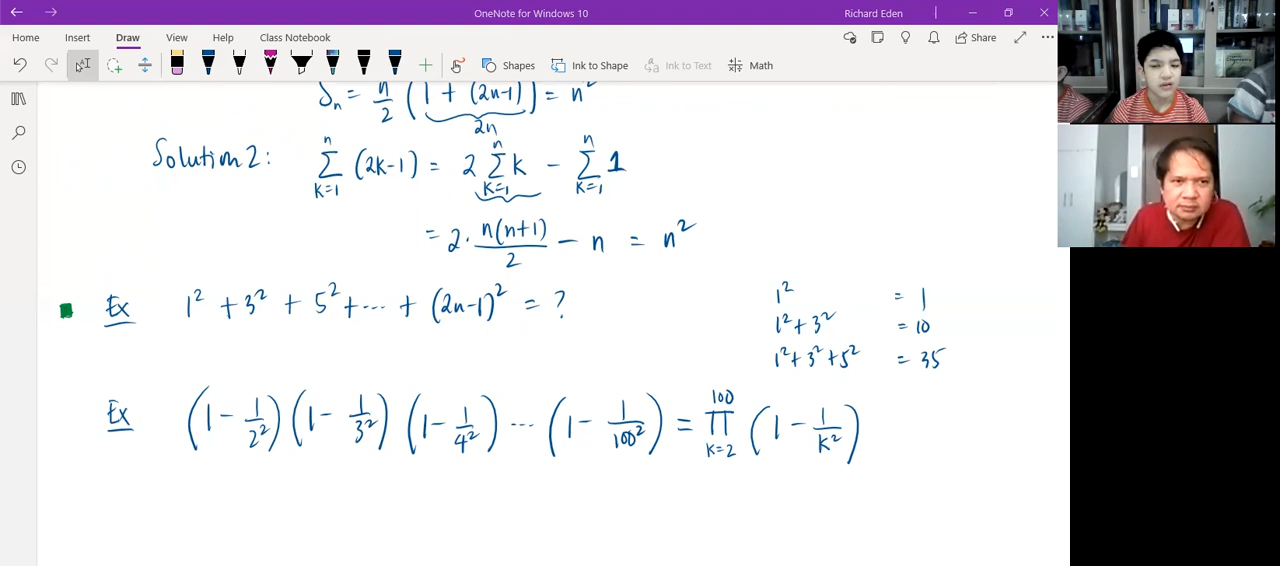 OneNote for Windows 10
Richard Eden
Home Insert Draw View Help Class Notebook
Share
Shapes Ink to Shape Ink to Text Math
Sₙ = n/2 (1 + (2n-1)) = n²
2n
Solution 2: ∑_{k=1}^{n} (2k-1) = 2 ∑_{k=1}^{n} k - ∑_{k=1}^{n} 1
= 2 · n(n+1)/2 - n = n²
Ex 1² + 3² + 5² + ... + (2n-1)² = ?
1² = 1
1² + 3² = 10
1² + 3² + 5² = 35
Ex (1 - 1/2²) (1 - 1/3²) (1 - 1/4²) ... (1 - 1/100²) = ∏_{k=2}^{100} (1 - 1/k²)